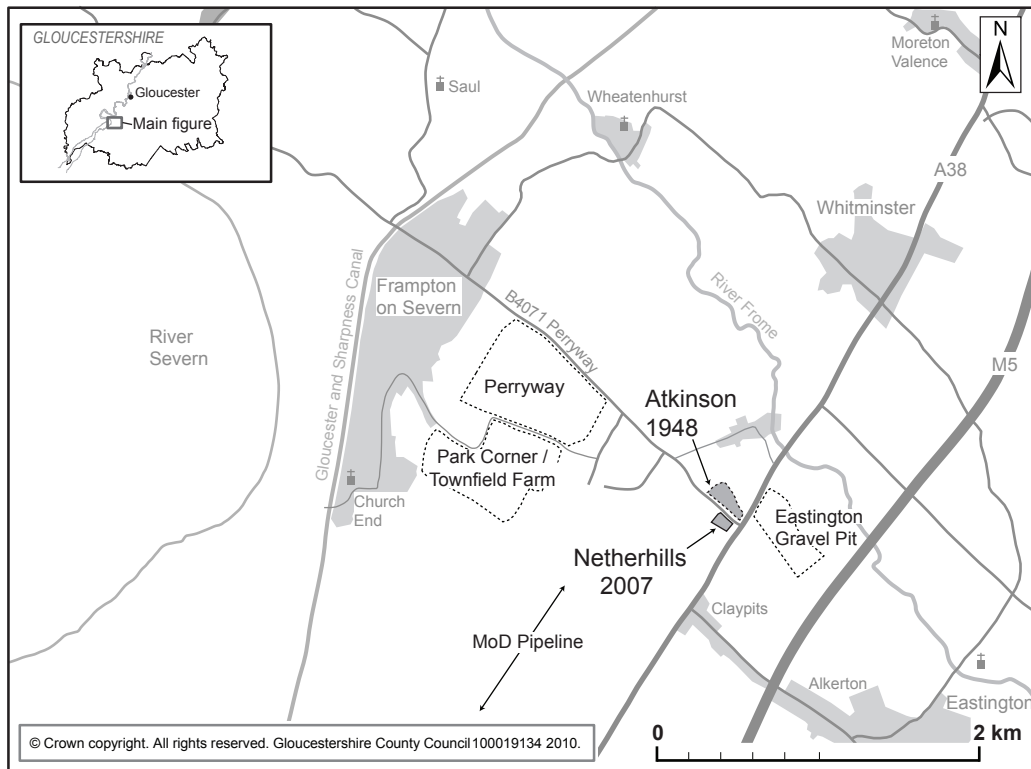 GLOUCESTERSHIRE
Gloucester
Main figure
Saul
Wheatenhurst
Moreton
Valence
N
A38
Whitminster
M5
River
Severn
Gloucester and Sharpness Canal
Frampton
on Severn
B4071 Perryway
River Frome
Perryway
Atkinson
1948
Park Corner /
Townfield Farm
Church
End
Eastington
Gravel Pit
Netherhills
2007
Claypits
MoD Pipeline
Alkerton
Eastington
© Crown copyright. All rights reserved. Gloucestershire County Council 100019134 2010.
0
2 km